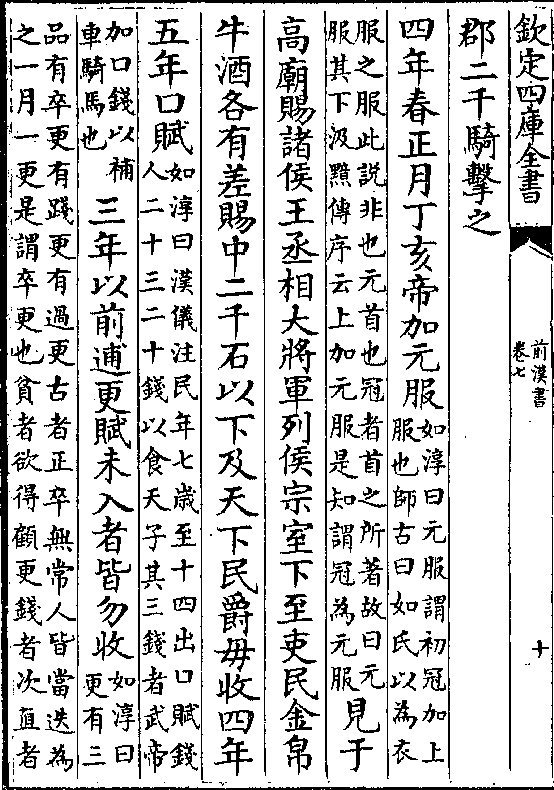 欽定四庫全書
前漢書
卷七
十
郡二千騎擊之
四年春正月丁亥帝加元服如淳曰元服謂初冠加上
服也師古曰如氏以為衣
服之服此說非也元首也冠者首之所著故曰元
服其下汲黯傳序云上加元服是知謂冠為元服見于
高廟賜諸侯王丞相大將軍列侯宗室下至吏民金帛
牛酒各有差賜中二千石以下及天下民爵毋收四年
五年口賦如淳曰漢儀注民年七歲至十四出口賦錢
人二十三二十錢以食天子其三錢者武帝
加口錢以補
車騎馬也三年以前逋更賦未入者皆勿收如淳曰
更有三
品有卒更有踐更有過更古者正卒無常人皆當迭為
之一月一更是謂卒更也貧者欲得顧更錢者次直者